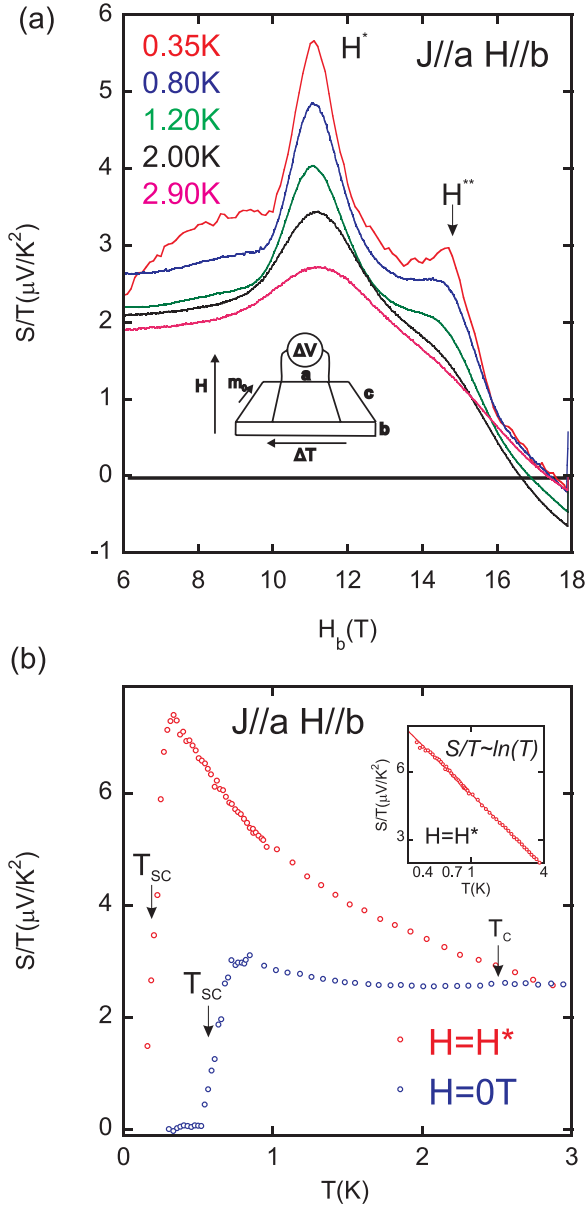 (a)
6
5
4
3
2
1
0
-1
S/T(μV/K²)
0.35K
0.80K
1.20K
2.00K
2.90K
H*
J//a H//b
H**
ΔV
a
H
m₀
c
b
ΔT
6 8 10 12 14 16 18
H_b(T)
(b)
6
4
2
0
S/T(μV/K²)
J//a H//b
S/T~ln(T)
6
3
S/T(μV/K²)
H=H*
0.4 0.7 1 4
T(K)
T_SC
T_SC
T_C
H=H*
H=0T
0 1 2 3
T(K)